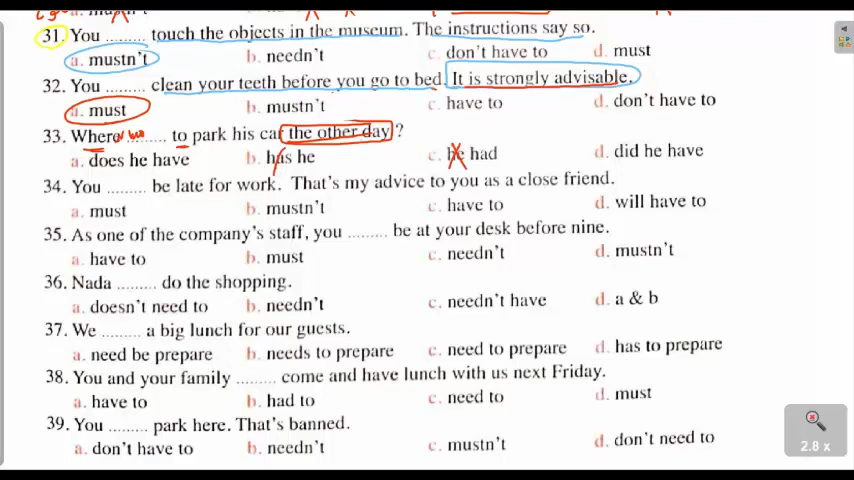 31. You ......... touch the objects in the museum. The instructions say so.
a. mustn't b. needn't c. don't have to d. must
32. You ......... clean your teeth before you go to bed. It is strongly advisable.
a. must b. mustn't c. have to d. don't have to
33. Where ......... to park his car the other day ?
a. does he have b. has he c. he had d. did he have
34. You ......... be late for work. That's my advice to you as a close friend.
a. must b. mustn't c. have to d. will have to
35. As one of the company's staff, you ......... be at your desk before nine.
a. have to b. must c. needn't d. mustn't
36. Nada ......... do the shopping.
a. doesn't need to b. needn't c. needn't have d. a & b
37. We ......... a big lunch for our guests.
a. need be prepare b. needs to prepare c. need to prepare d. has to prepare
38. You and your family ......... come and have lunch with us next Friday.
a. have to b. had to c. need to d. must
39. You ......... park here. That's banned.
a. don't have to b. needn't c. mustn't d. don't need to
2.8 x